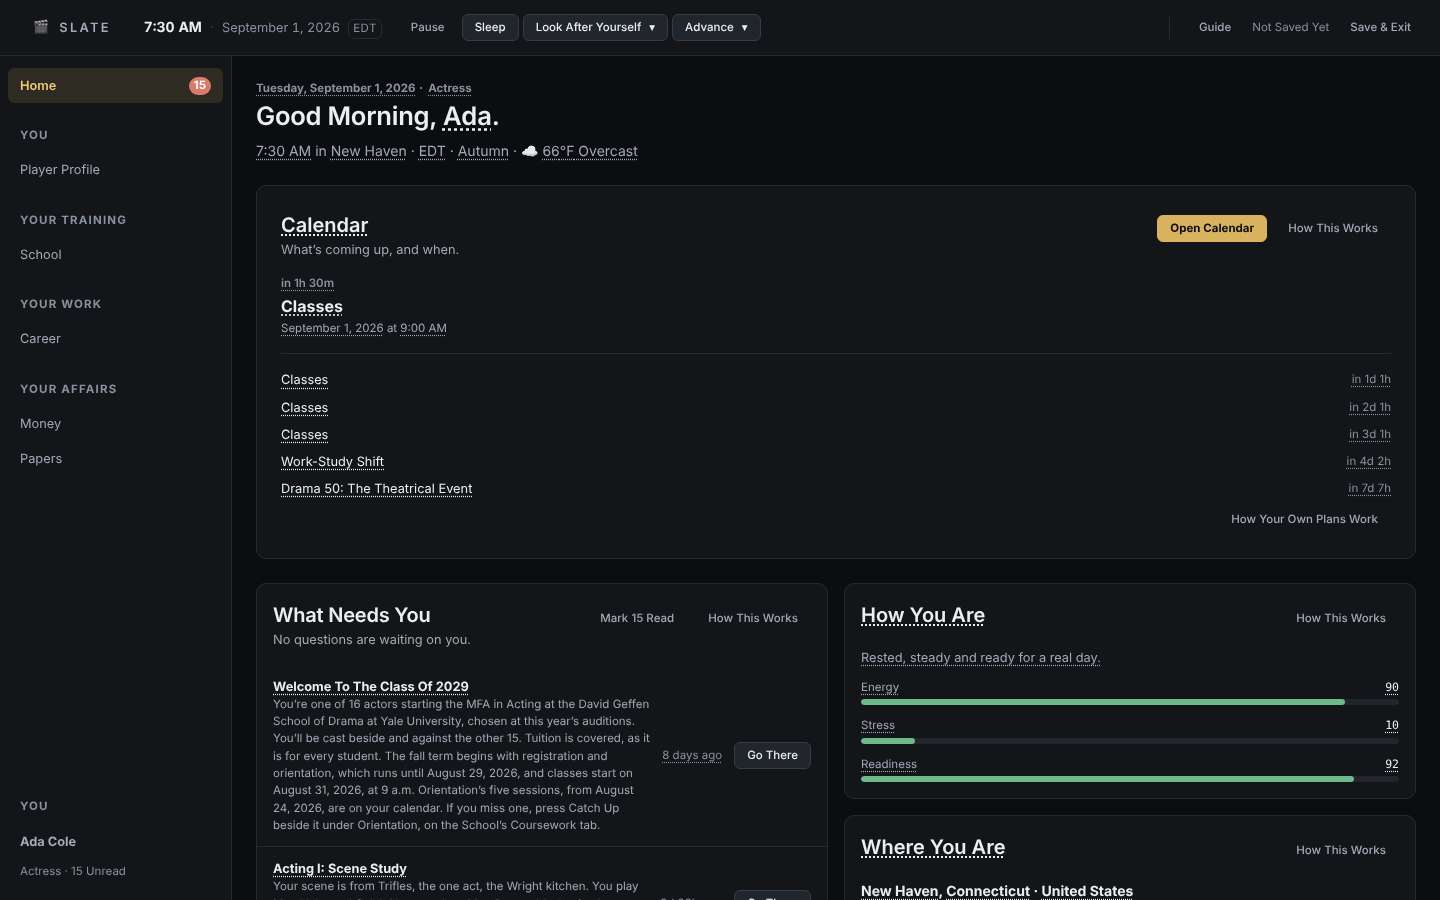 SLATE
7:30 AM · September 1, 2026 EDT
Pause
Sleep
Look After Yourself ▾
Advance ▾
Guide
Not Saved Yet
Save & Exit
Home 15
YOU
Player Profile
YOUR TRAINING
School
YOUR WORK
Career
YOUR AFFAIRS
Money
Papers
YOU
Ada Cole
Actress · 15 Unread
Tuesday, September 1, 2026 · Actress
Good Morning, Ada.
7:30 AM in New Haven · EDT · Autumn · 66°F Overcast
Calendar
What's coming up, and when.
Open Calendar
How This Works
in 1h 30m
Classes
September 1, 2026 at 9:00 AM
Classes in 1d 1h
Classes in 2d 1h
Classes in 3d 1h
Work-Study Shift in 4d 2h
Drama 50: The Theatrical Event in 7d 7h
How Your Own Plans Work
What Needs You
No questions are waiting on you.
Mark 15 Read
How This Works
Welcome To The Class Of 2029
You're one of 16 actors starting the MFA in Acting at the David Geffen
School of Drama at Yale University, chosen at this year's auditions.
You'll be cast beside and against the other 15. Tuition is covered, as it
is for every student. The fall term begins with registration and
orientation, which runs until August 29, 2026, and classes start on
August 31, 2026, at 9 a.m. Orientation's five sessions, from August
24, 2026, are on your calendar. If you miss one, press Catch Up
beside it under Orientation, on the School's Coursework tab.
8 days ago
Go There
Acting I: Scene Study
Your scene is from Trifles, the one act, the Wright kitchen. You play
How You Are
How This Works
Rested, steady and ready for a real day.
Energy 90
Stress 10
Readiness 92
Where You Are
How This Works
New Haven, Connecticut · United States